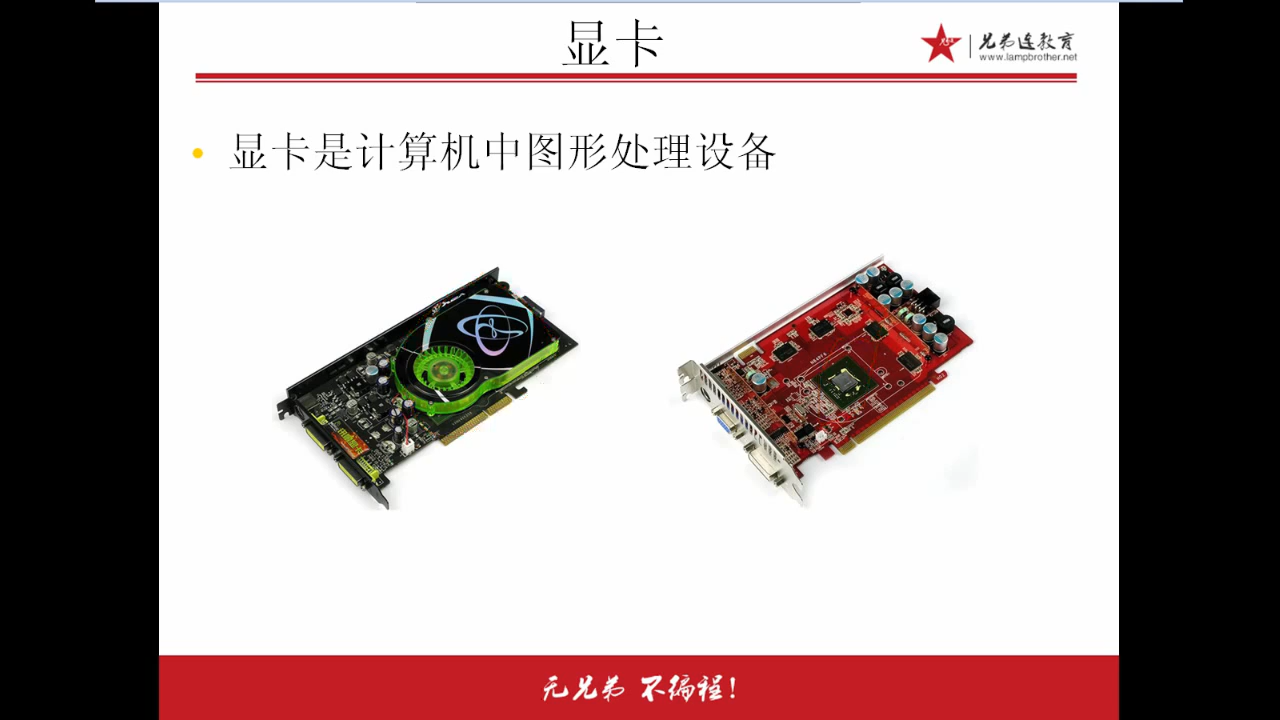 显卡
兄弟连教育
www.lampbrother.net
显卡是计算机中图形处理设备
无兄弟 不编程!